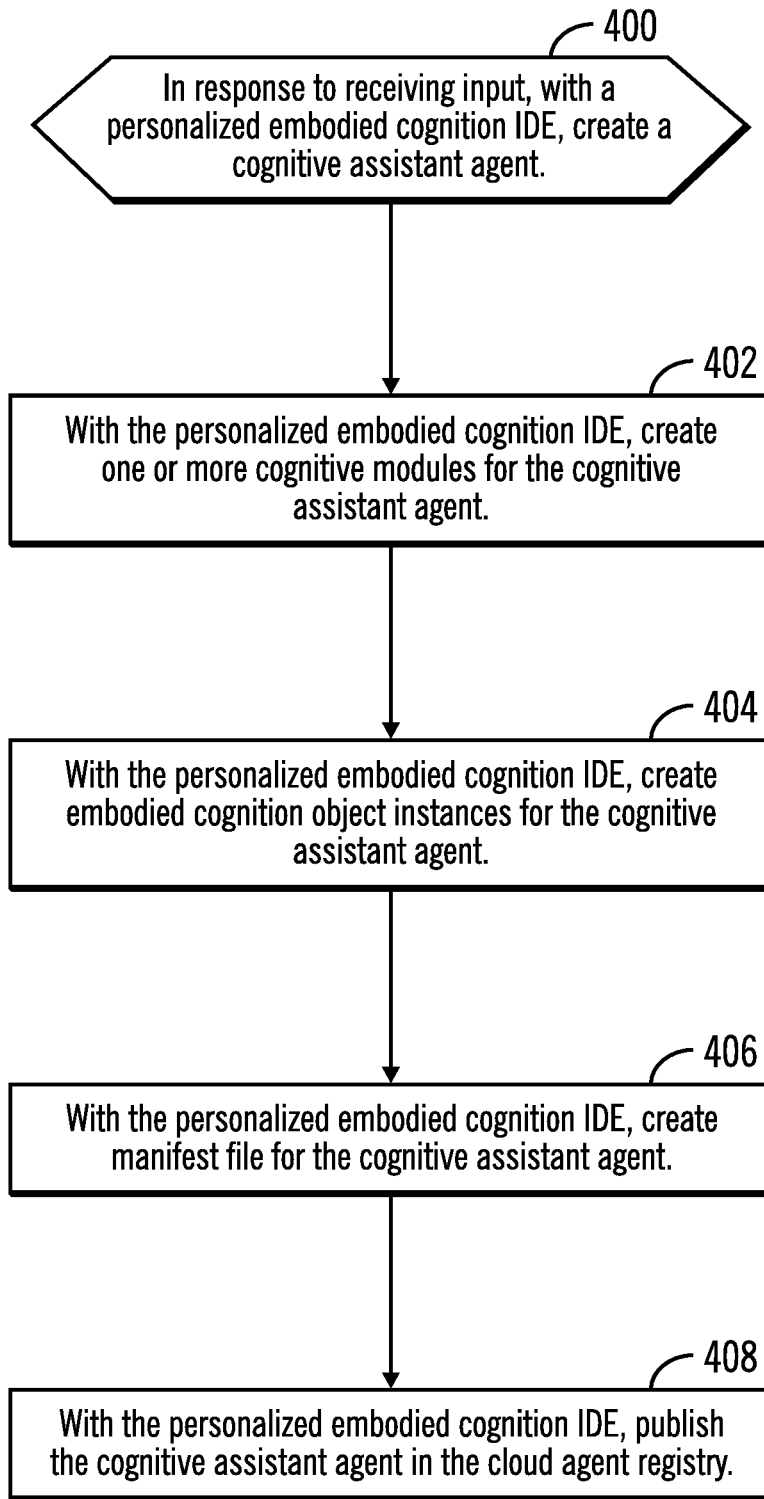 400
In response to receiving input, with a
personalized embodied cognition IDE, create a
cognitive assistant agent.
402
With the personalized embodied cognition IDE, create
one or more cognitive modules for the cognitive
assistant agent.
404
With the personalized embodied cognition IDE, create
embodied cognition object instances for the cognitive
assistant agent.
406
With the personalized embodied cognition IDE, create
manifest file for the cognitive assistant agent.
408
With the personalized embodied cognition IDE, publish
the cognitive assistant agent in the cloud agent registry.